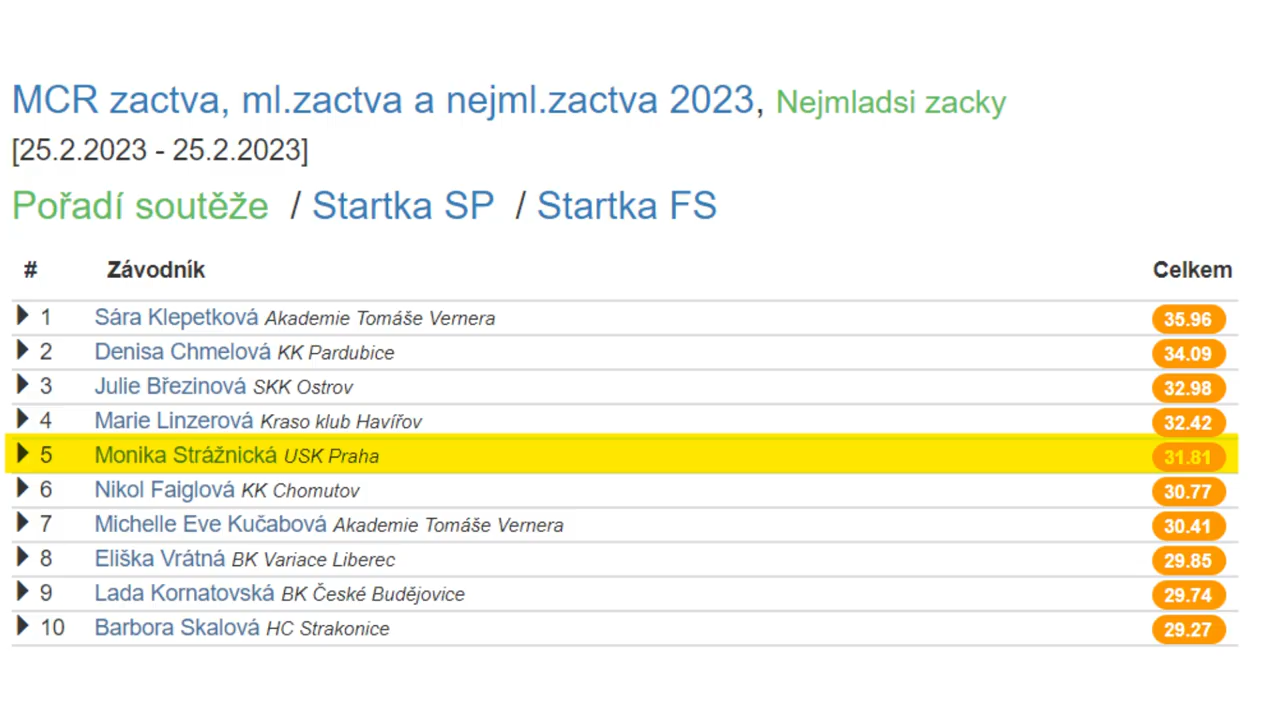 MCR zactva, ml.zactva a nejml.zactva 2023, Nejmladsi zacky
[25.2.2023 - 25.2.2023]
Pořadí soutěže / Startka SP / Startka FS
# Závodník Celkem
1 Sára Klepetková Akademie Tomáše Vernera 35.96
2 Denisa Chmelová KK Pardubice 34.09
3 Julie Březinová SKK Ostrov 32.98
4 Marie Linzerová Kraso klub Havířov 32.42
5 Monika Strážnická USK Praha 31.81
6 Nikol Faiglová KK Chomutov 30.77
7 Michelle Eve Kučabová Akademie Tomáše Vernera 30.41
8 Eliška Vrátná BK Variace Liberec 29.85
9 Lada Kornatovská BK České Budějovice 29.74
10 Barbora Skalová HC Strakonice 29.27